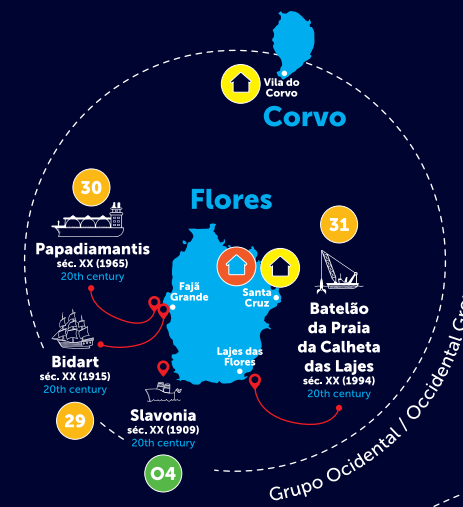 Vila do
Corvo
Corvo
Flores
30
Papadiamantis
séc. XX (1965)
20th century
31
Batelão
da Praia
da Calheta
das Lajes
séc. XX (1994)
20th century
Fajã
Grande
Santa
Cruz
Lajes das
Flores
Bidart
séc. XX (1915)
20th century
29
Slavonia
séc. XX (1909)
20th century
04
Grupo Ocidental / Occidental Gro